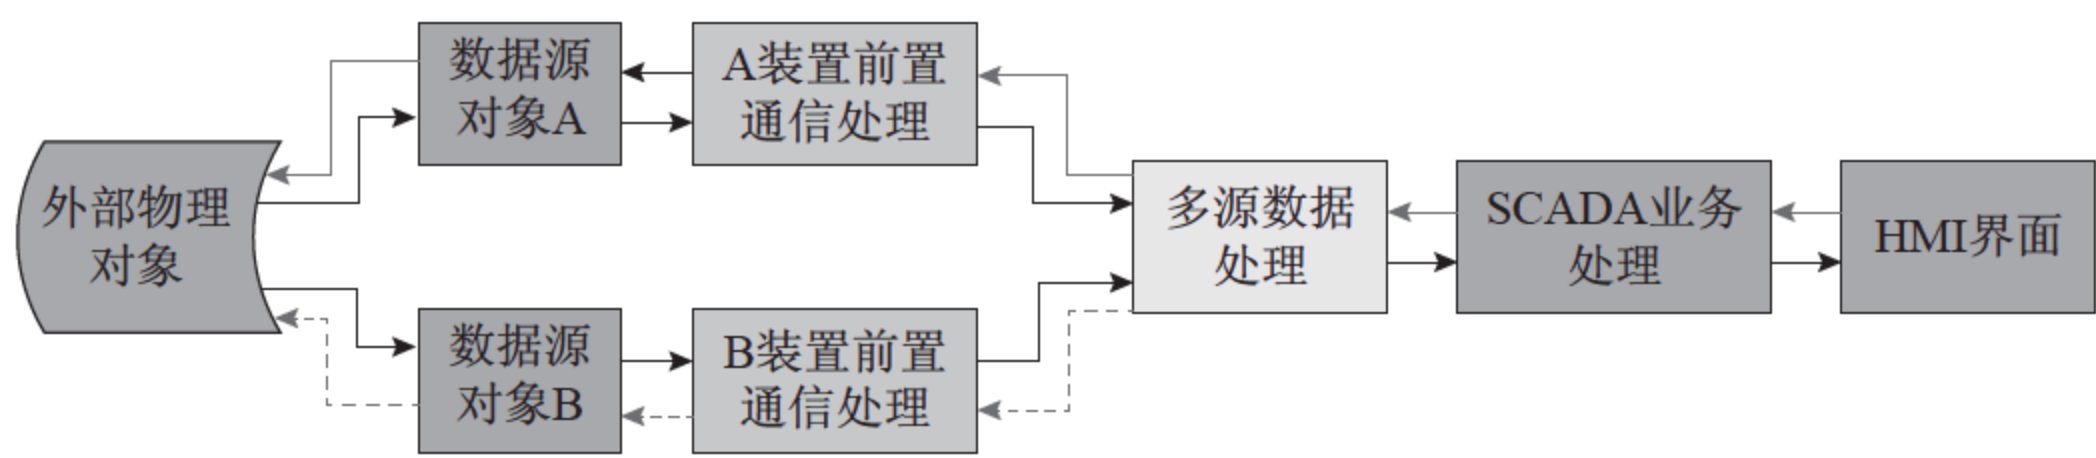 外部物理
对象
数据源
对象A
A装置前置
通信处理
数据源
对象B
B装置前置
通信处理
多源数据
处理
SCADA业务
处理
HMI界面